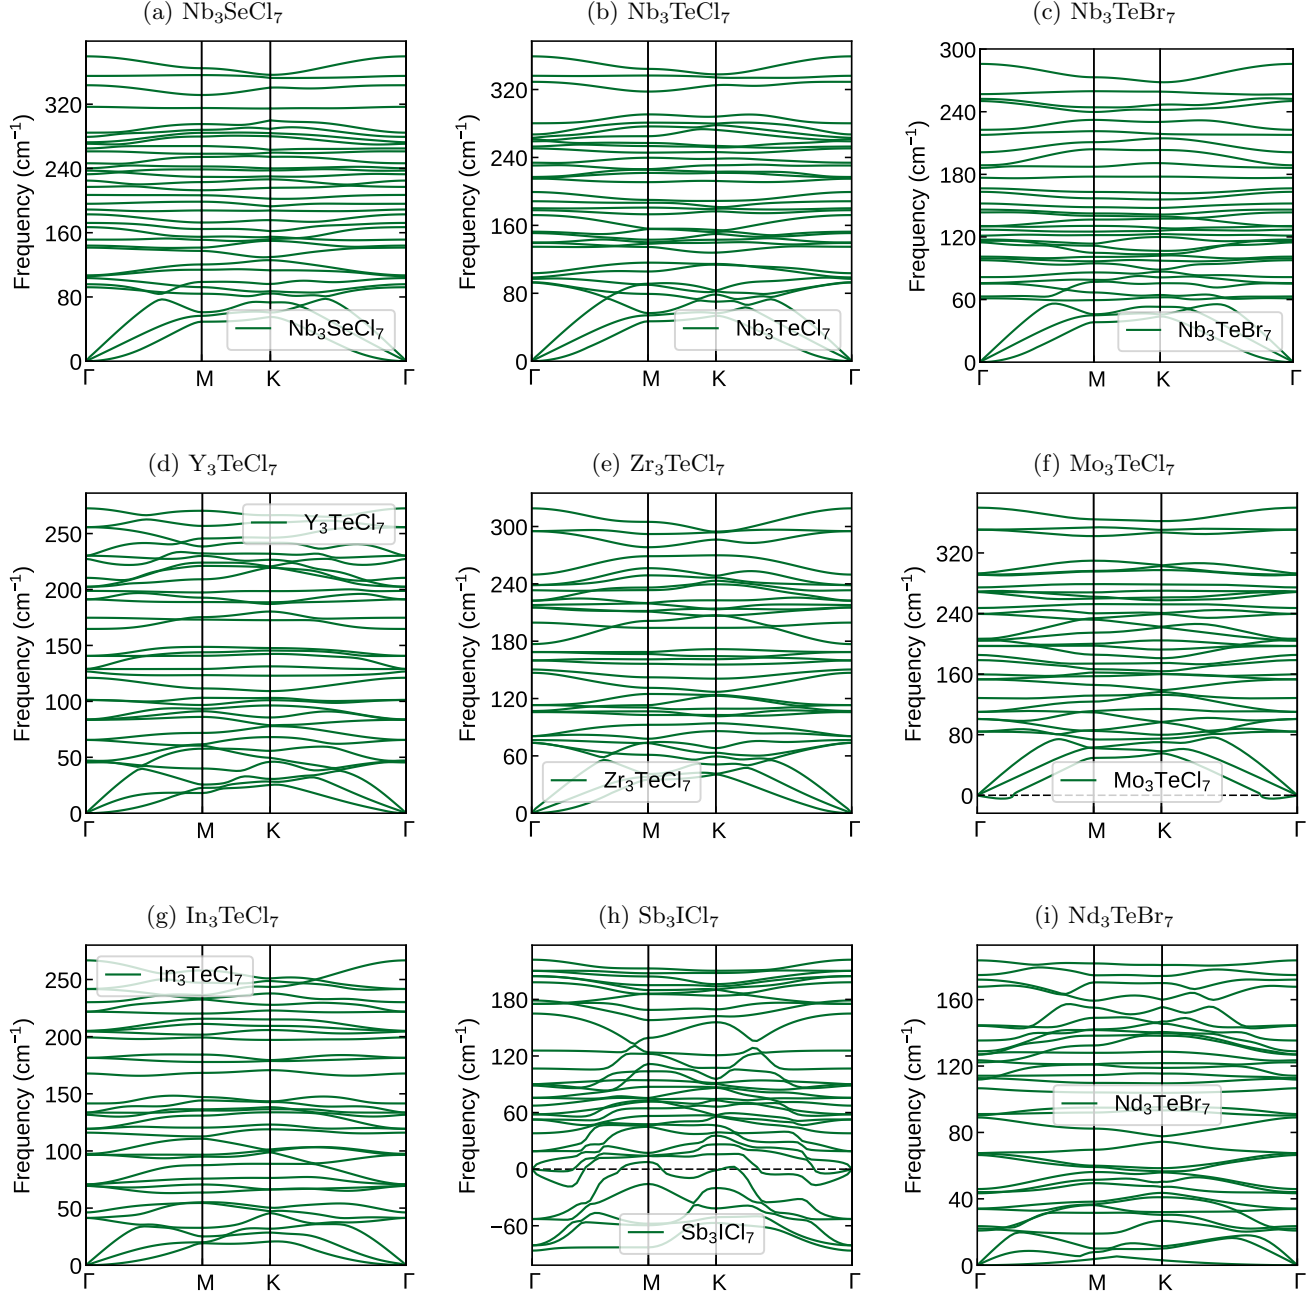 (a) Nb₃SeCl₇
Frequency (cm⁻¹)
320
240
160
80
0
Γ M K Γ
Nb₃SeCl₇
(b) Nb₃TeCl₇
Frequency (cm⁻¹)
320
240
160
80
0
Γ M K Γ
Nb₃TeCl₇
(c) Nb₃TeBr₇
Frequency (cm⁻¹)
300
240
180
120
60
0
Γ M K Γ
Nb₃TeBr₇
(d) Y₃TeCl₇
Frequency (cm⁻¹)
250
200
150
100
50
0
Γ M K Γ
Y₃TeCl₇
(e) Zr₃TeCl₇
Frequency (cm⁻¹)
300
240
180
120
60
0
Γ M K Γ
Zr₃TeCl₇
(f) Mo₃TeCl₇
Frequency (cm⁻¹)
320
240
160
80
0
Γ M K Γ
Mo₃TeCl₇
(g) In₃TeCl₇
Frequency (cm⁻¹)
250
200
150
100
50
0
Γ M K Γ
In₃TeCl₇
(h) Sb₃ICl₇
Frequency (cm⁻¹)
180
120
60
0
−60
Γ M K Γ
Sb₃ICl₇
(i) Nd₃TeBr₇
Frequency (cm⁻¹)
160
120
80
40
0
Γ M K Γ
Nd₃TeBr₇